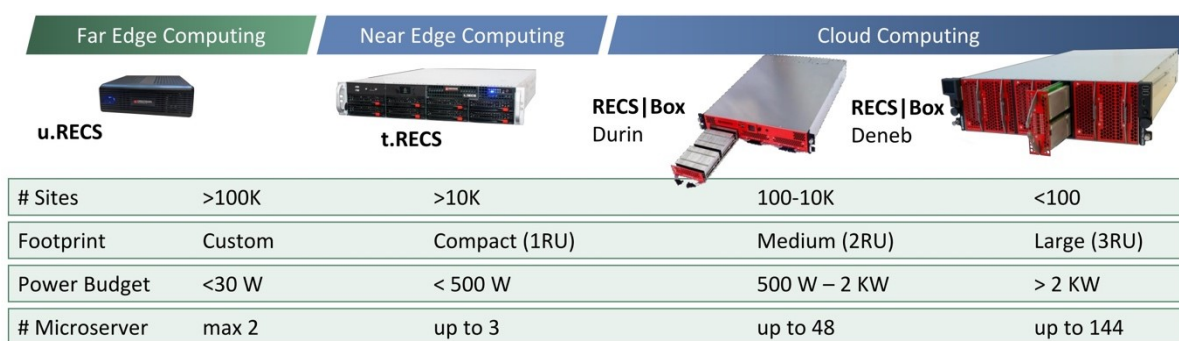 Far Edge Computing Near Edge Computing Cloud Computing
u.RECS
t.RECS
RECS|Box
Durin
RECS|Box
Deneb
# Sites >100K >10K 100-10K <100
Footprint Custom Compact (1RU) Medium (2RU) Large (3RU)
Power Budget <30 W < 500 W 500 W – 2 KW > 2 KW
# Microserver max 2 up to 3 up to 48 up to 144